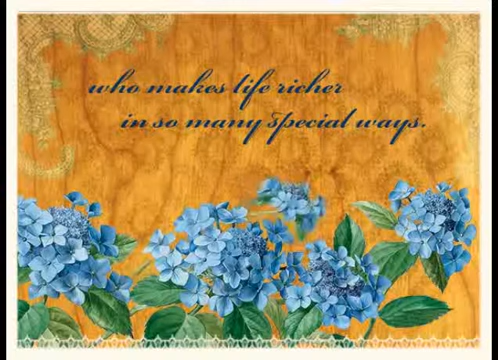 who makes life richer
in so many special ways.